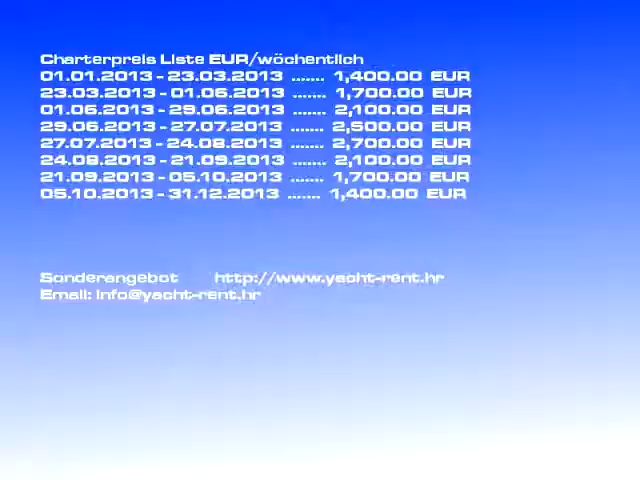 Charterpreis Liste EUR/wöchentlich
01.01.2013 - 23.03.2013 ....... 1,400.00 EUR
23.03.2013 - 01.06.2013 ....... 1,700.00 EUR
01.06.2013 - 29.06.2013 ....... 2,100.00 EUR
29.06.2013 - 27.07.2013 ....... 2,500.00 EUR
27.07.2013 - 24.08.2013 ....... 2,700.00 EUR
24.08.2013 - 21.09.2013 ....... 2,100.00 EUR
21.09.2013 - 05.10.2013 ....... 1,700.00 EUR
05.10.2013 - 31.12.2013 ....... 1,400.00 EUR
Sonderangebot http://www.yacht-rent.hr
Email: info@yacht-rent.hr